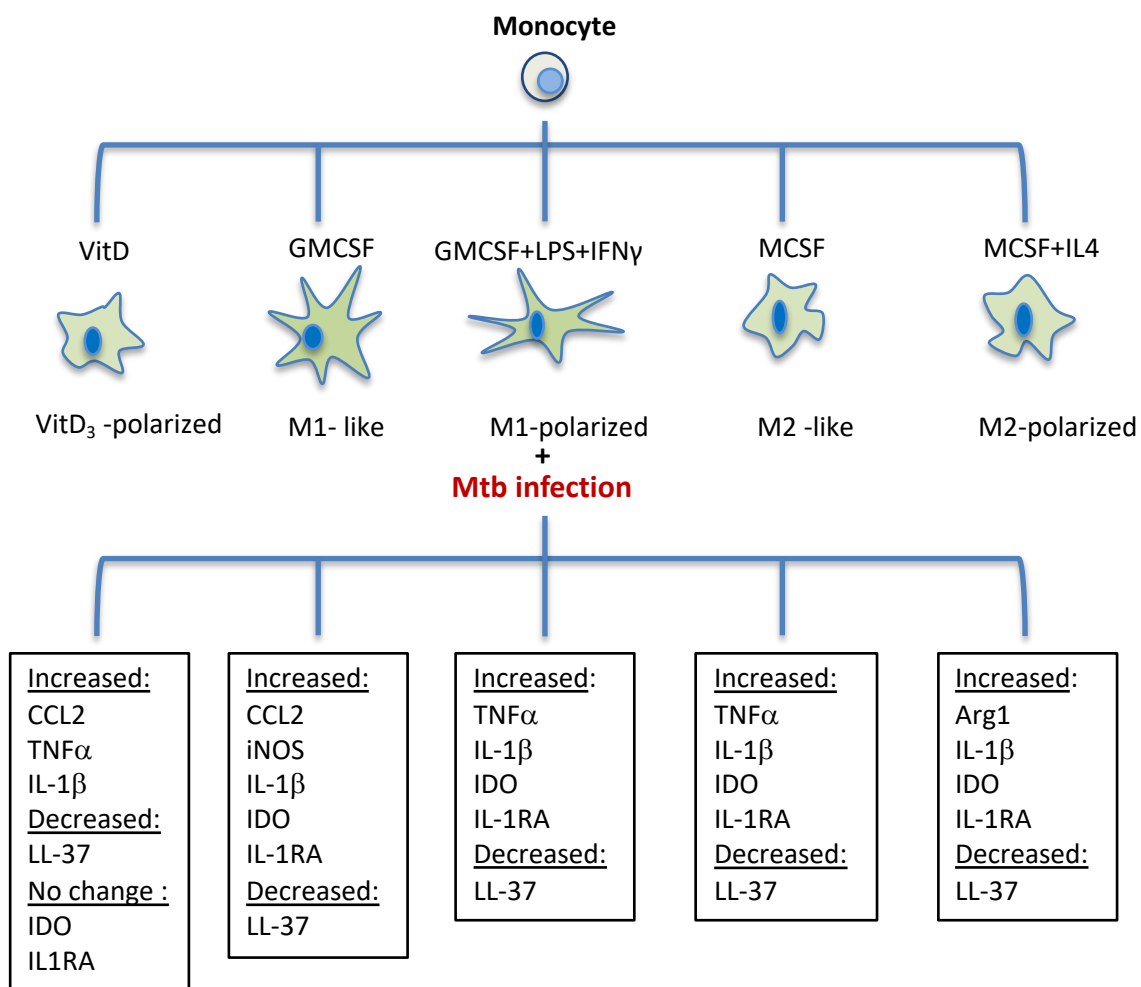 Monocyte
VitD
GMCSF
GMCSF+LPS+IFNγ
MCSF
MCSF+IL4
VitD₃ -polarized
M1- like
M1-polarized
M2 -like
M2-polarized
+
Mtb infection
Increased:
CCL2
TNFα
IL-1β
Decreased:
LL-37
No change :
IDO
IL1RA
Increased:
CCL2
iNOS
IL-1β
IDO
IL-1RA
Decreased:
LL-37
Increased:
TNFα
IL-1β
IDO
IL-1RA
Decreased:
LL-37
Increased:
TNFα
IL-1β
IDO
IL-1RA
Decreased:
LL-37
Increased:
Arg1
IL-1β
IDO
IL-1RA
Decreased:
LL-37